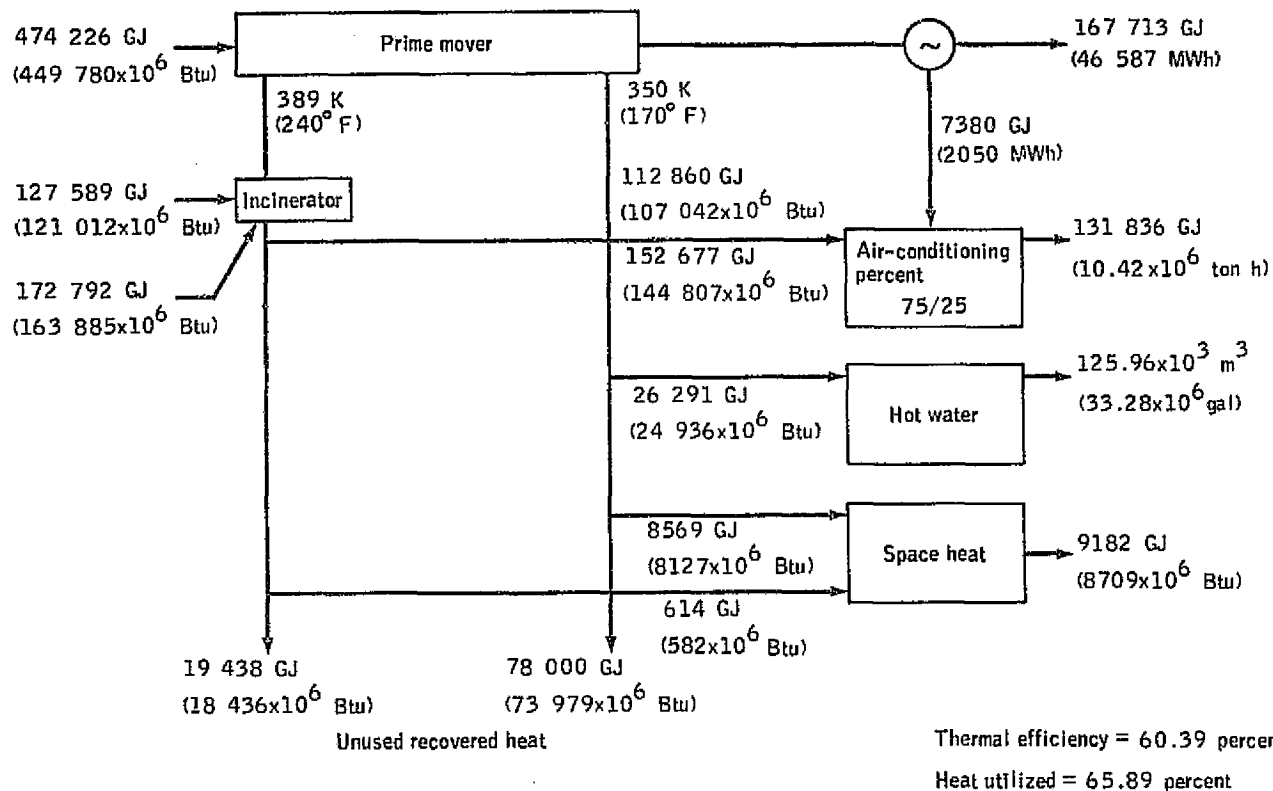 474 226 GJ
(449 780x10⁶ Btu)
Prime mover
~
167 713 GJ
(46 587 MWh)
389 K
(240° F)
350 K
(170° F)
7380 GJ
(2050 MWh)
127 589 GJ
(121 012x10⁶ Btu)
Incinerator
112 860 GJ
(107 042x10⁶ Btu)
172 792 GJ
(163 885x10⁶ Btu)
152 677 GJ
(144 807x10⁶ Btu)
Air-conditioning
percent
75/25
131 836 GJ
(10.42x10⁶ ton h)
26 291 GJ
(24 936x10⁶ Btu)
Hot water
125.96x10³ m³
(33.28x10⁶ gal)
8569 GJ
(8127x10⁶ Btu)
Space heat
9182 GJ
(8709x10⁶ Btu)
614 GJ
(582x10⁶ Btu)
19 438 GJ
(18 436x10⁶ Btu)
78 000 GJ
(73 979x10⁶ Btu)
Unused recovered heat
Thermal efficiency = 60.39 percer
Heat utilized = 65.89 percent